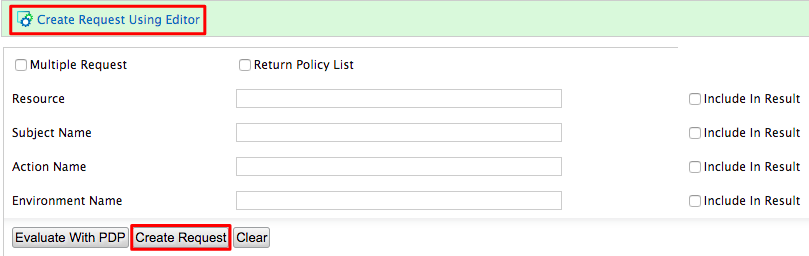 Create Request Using Editor
Multiple Request Return Policy List
Resource Include In Result
Subject Name Include In Result
Action Name Include In Result
Environment Name Include In Result
Evaluate With PDP Create Request Clear